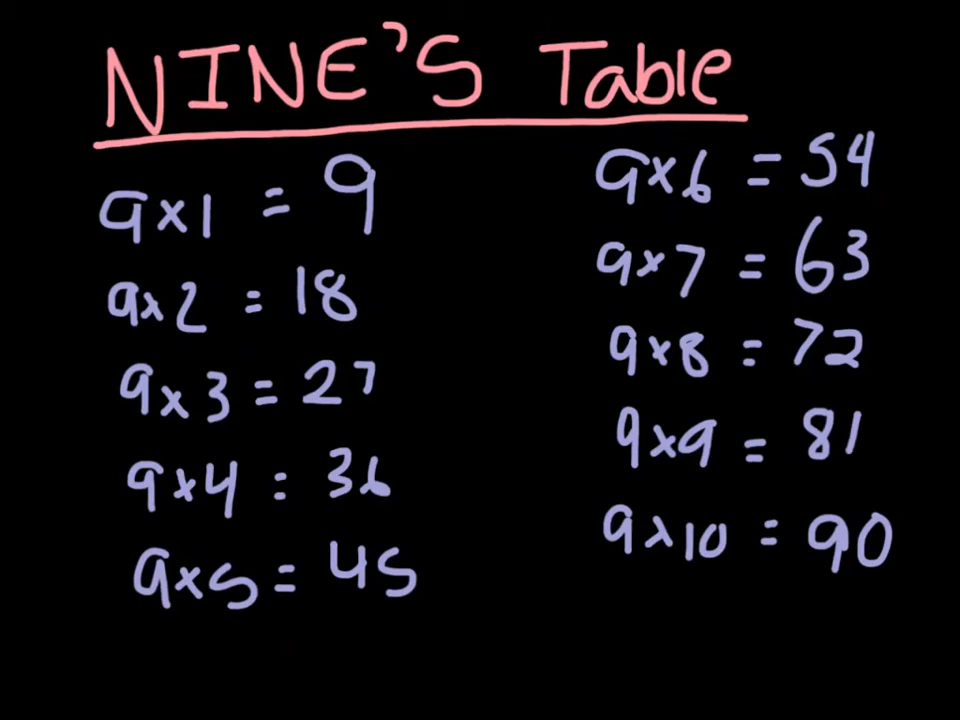 NINE'S Table
9x1 = 9
9x2 = 18
9x3 = 27
9x4 = 36
9x5 = 45
9x6 = 54
9x7 = 63
9x8 = 72
9x9 = 81
9x10 = 90